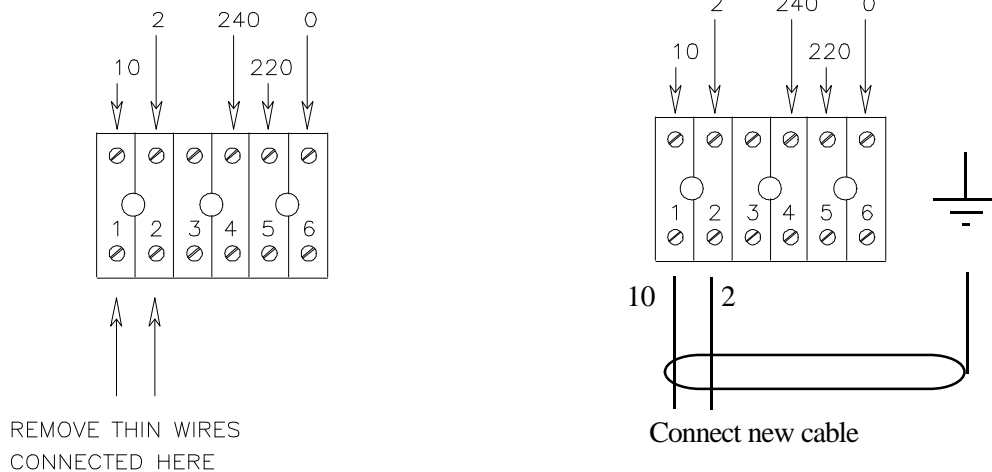 2 240 0
10 220
1 2 3 4 5 6
REMOVE THIN WIRES
CONNECTED HERE
2 240 0
10 220
1 2 3 4 5 6
10 2
Connect new cable